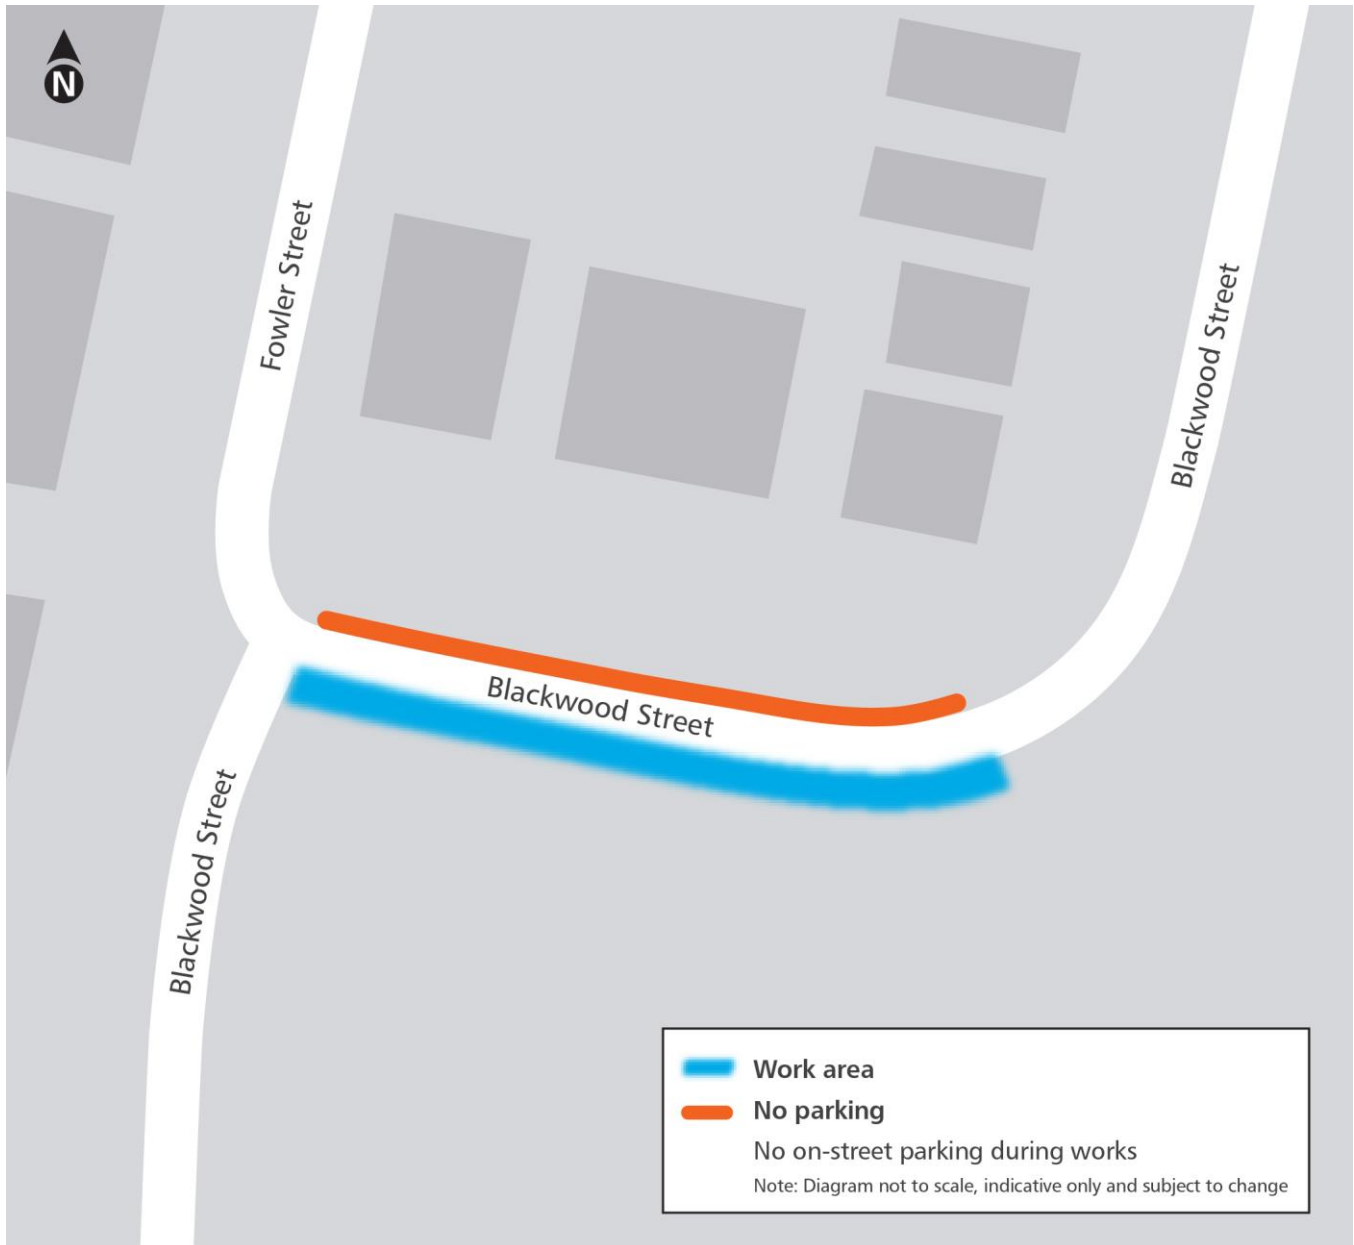 N
Fowler Street
Blackwood Street
Blackwood Street
Blackwood Street
Work area
No parking
No on-street parking during works
Note: Diagram not to scale, indicative only and subject to change